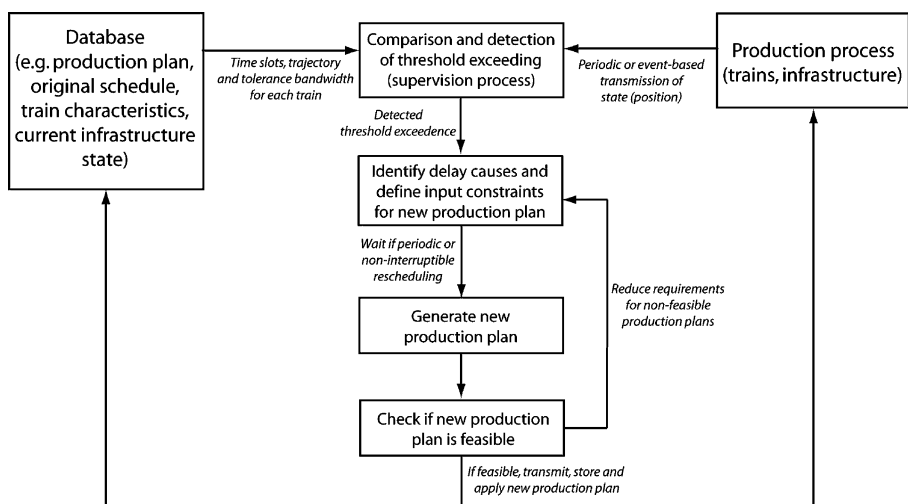 Database
(e.g. production plan,
original schedule,
train characteristics,
current infrastructure
state)
Time slots, trajectory
and tolerance bandwidth
for each train
Comparison and detection
of threshold exceeding
(supervision process)
Periodic or event-based
transmission of
state (position)
Production process
(trains, infrastructure)
Detected
threshold exceedence
Identify delay causes and
define input constraints
for new production plan
Wait if periodic or
non-interruptible
rescheduling
Reduce requirements
for non-feasible
production plans
Generate new
production plan
Check if new production
plan is feasible
If feasible, transmit, store and
apply new production plan